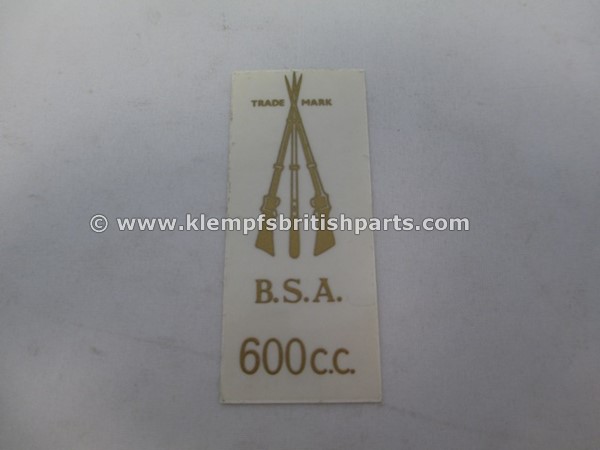 TRADE MARK
© www.klempfsbritishparts.com
B.S.A.
600 c.c.